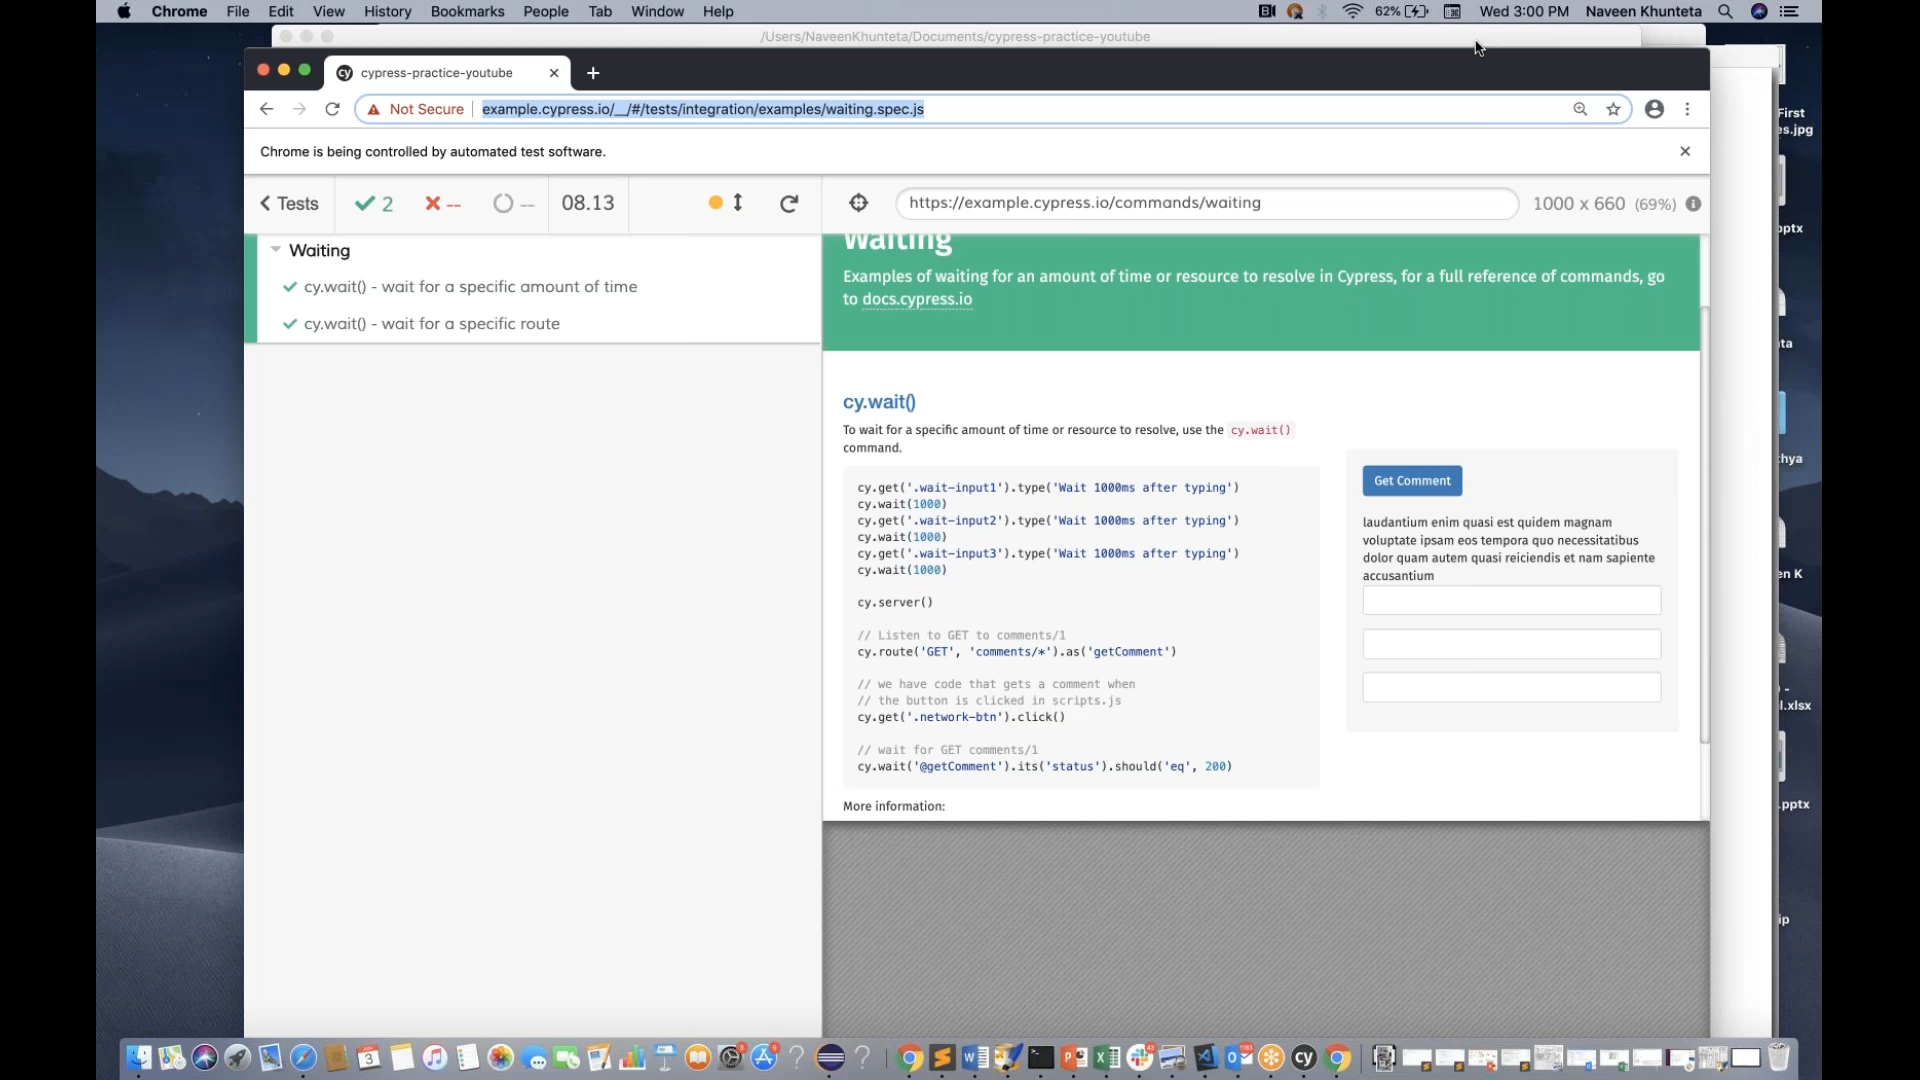 Chrome File Edit View History Bookmarks People Tab Window Help 62% Wed 3:00 PM Naveen Khunteta
/Users/NaveenKhunteta/Documents/cypress-practice-youtube
cy cypress-practice-youtube
Not Secure example.cypress.io/__/#/tests/integration/examples/waiting.spec.js
Chrome is being controlled by automated test software.
Tests 2 -- -- 08.13 https://example.cypress.io/commands/waiting 1000 x 660 (69%)
Waiting
cy.wait() - wait for a specific amount of time
cy.wait() - wait for a specific route
Waiting
Examples of waiting for an amount of time or resource to resolve in Cypress, for a full reference of commands, go
to docs.cypress.io
cy.wait()
To wait for a specific amount of time or resource to resolve, use the cy.wait()
command.
cy.get('.wait-input1').type('Wait 1000ms after typing')
cy.wait(1000)
cy.get('.wait-input2').type('Wait 1000ms after typing')
cy.wait(1000)
cy.get('.wait-input3').type('Wait 1000ms after typing')
cy.wait(1000)
cy.server()
// Listen to GET to comments/1
cy.route('GET', 'comments/*').as('getComment')
// we have code that gets a comment when
// the button is clicked in scripts.js
cy.get('.network-btn').click()
// wait for GET comments/1
cy.wait('@getComment').its('status').should('eq', 200)
More information:
Get Comment
laudantium enim quasi est quidem magnam
voluptate ipsam eos tempora quo necessitatibus
dolor quam autem quasi reiciendis et nam sapiente
accusantium
First
es.jpg
pptx
ta
hya
en K
-
l.xlsx
.pptx
ip
3
cy